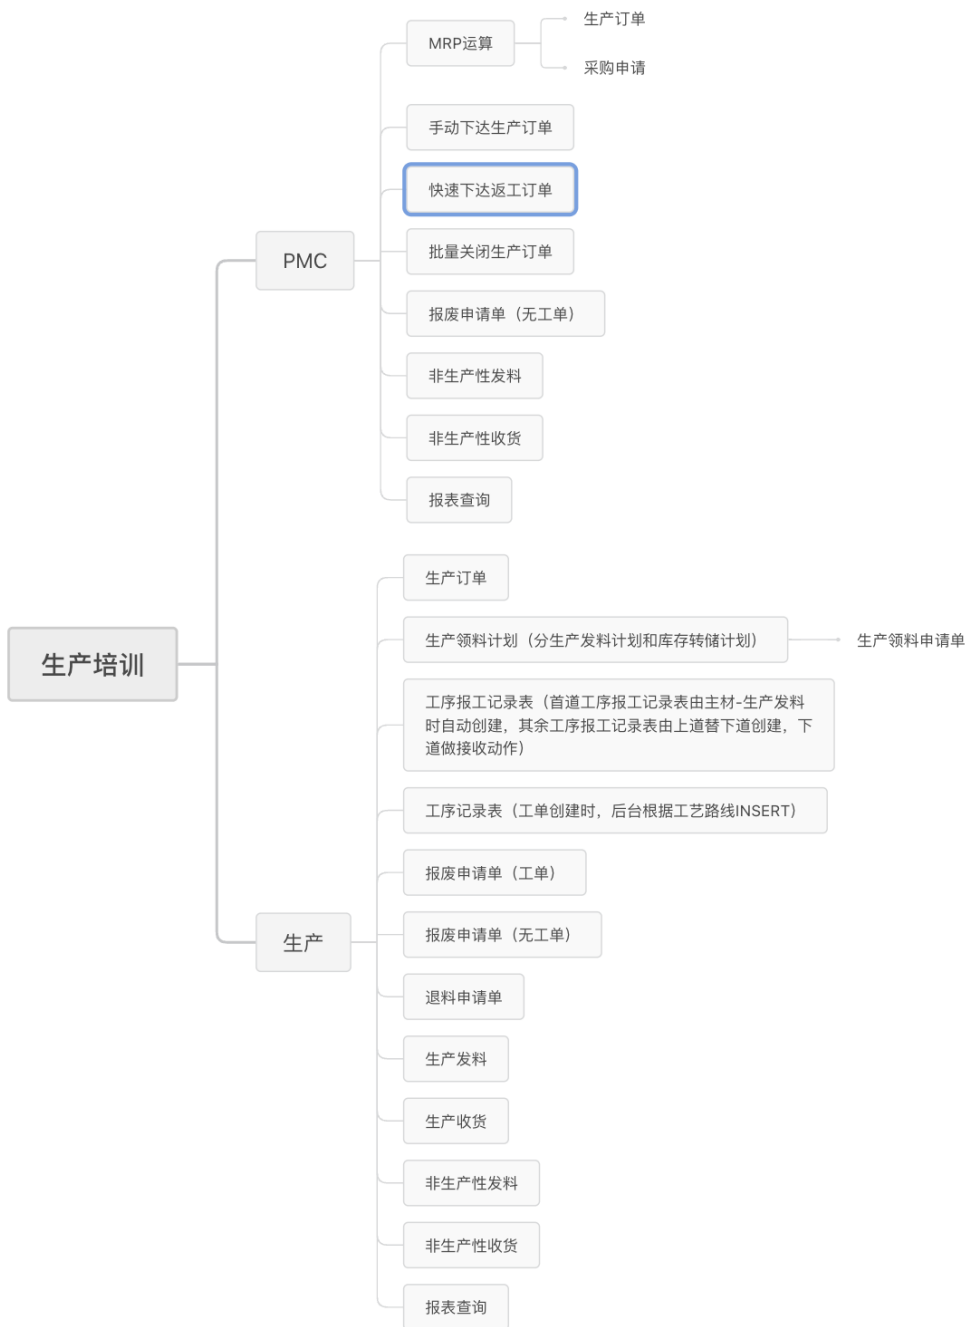 生产培训
PMC
MRP运算
生产订单
采购申请
手动下达生产订单
快速下达返工订单
批量关闭生产订单
报废申请单（无工单）
非生产性发料
非生产性收货
报表查询
生产
生产订单
生产领料计划（分生产发料计划和库存转储计划）
生产领料申请单
工序报工记录表（首道工序报工记录表由主材-生产发料
时自动创建，其余工序报工记录表由上道替下道创建，下
道做接收动作）
工序记录表（工单创建时，后台根据工艺路线INSERT）
报废申请单（工单）
报废申请单（无工单）
退料申请单
生产发料
生产收货
非生产性发料
非生产性收货
报表查询